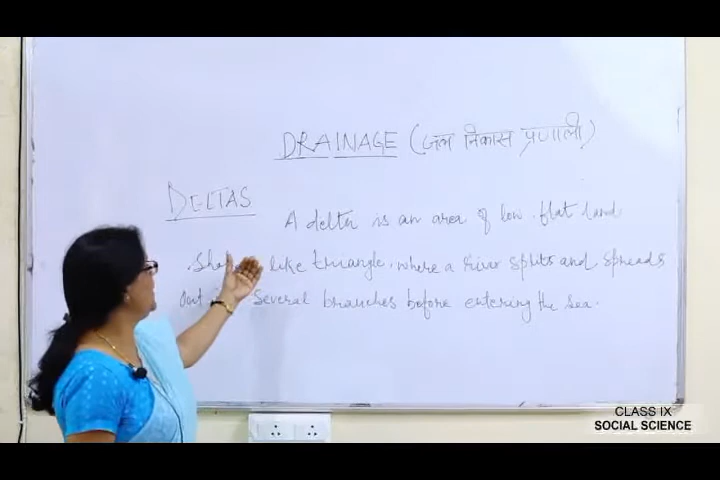 DRAINAGE (जल निकास प्रणाली)
DELTAS
A delta is an area of low flat land
like triangle, where a river splits and spreads
out several branches before entering the sea.
CLASS IX
SOCIAL SCIENCE